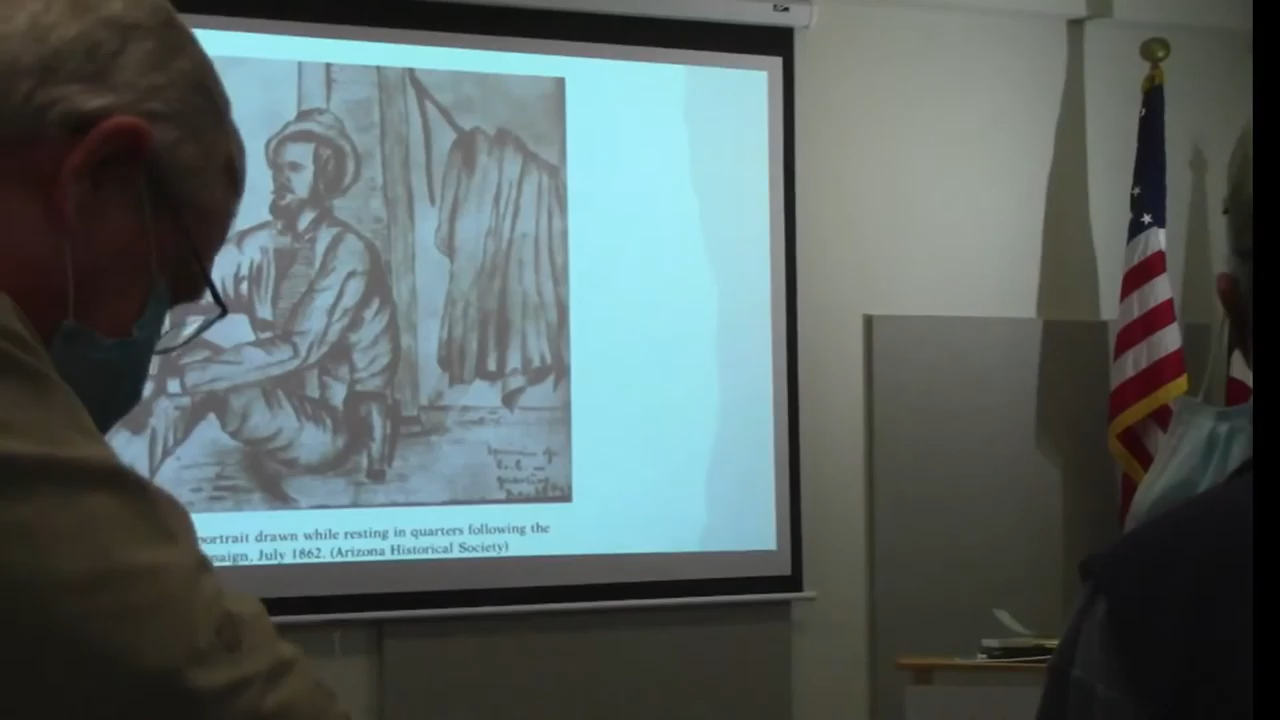 portrait drawn while resting in quarters following the
paign, July 1862. (Arizona Historical Society)